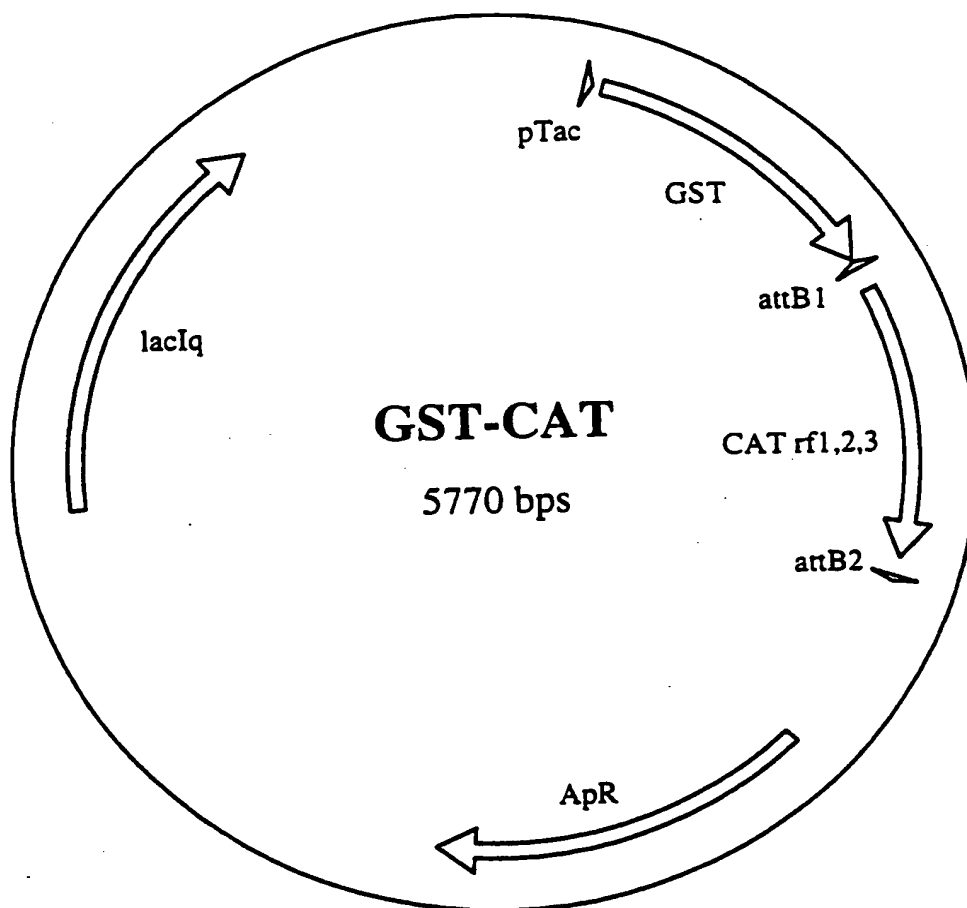 pTac
GST
attB1
lacIq
GST-CAT
CAT rf1,2,3
5770 bps
attB2
ApR